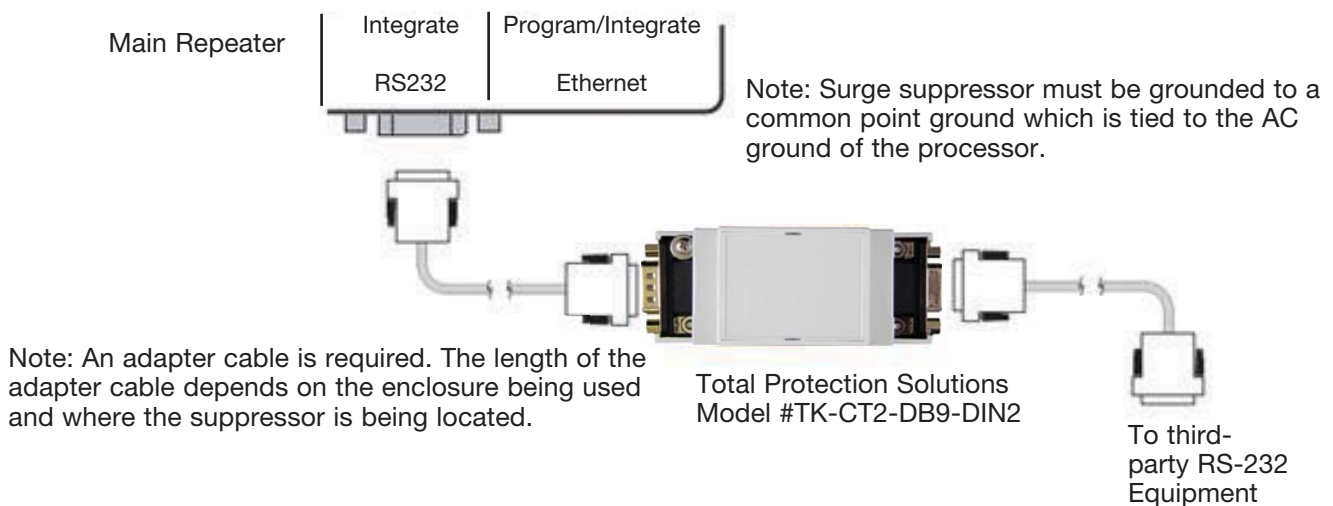 Main Repeater
Integrate
Program/Integrate
RS232
Ethernet
Note: Surge suppressor must be grounded to a
common point ground which is tied to the AC
ground of the processor.
Note: An adapter cable is required. The length of the
adapter cable depends on the enclosure being used
and where the suppressor is being located.
Total Protection Solutions
Model #TK-CT2-DB9-DIN2
To third-
party RS-232
Equipment